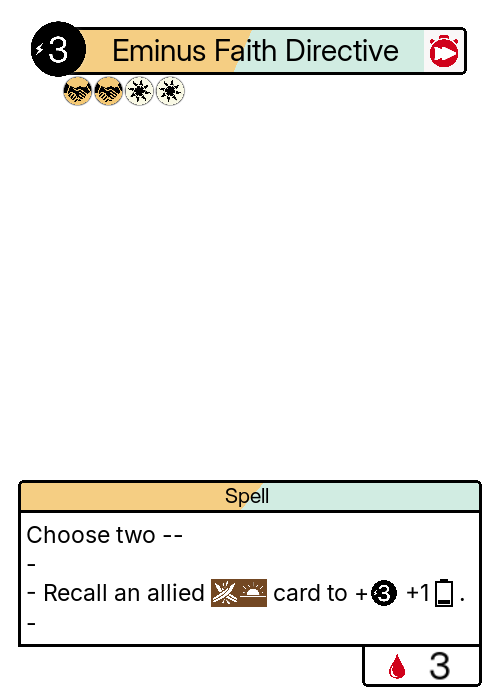 3 Eminus Faith Directive
Spell
Choose two --
-
- Recall an allied card to + 3 +1 .
-
3